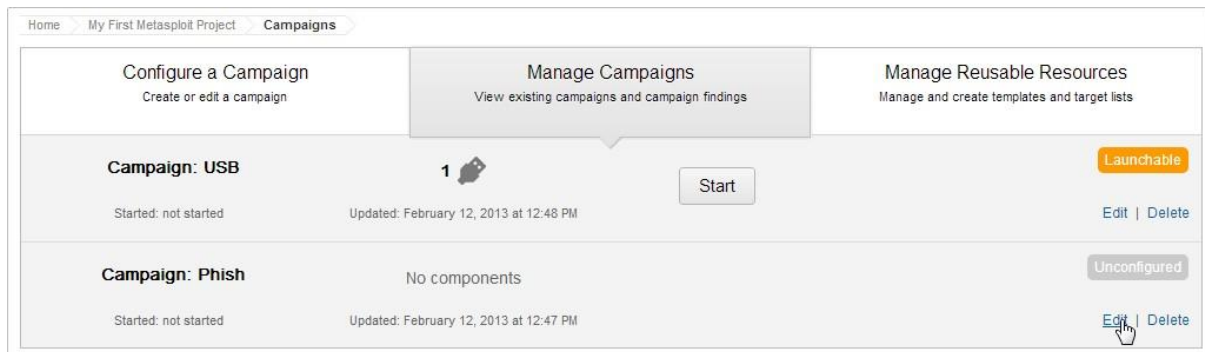 Home My First Metasploit Project Campaigns
Configure a Campaign
Create or edit a campaign
Manage Campaigns
View existing campaigns and campaign findings
Manage Reusable Resources
Manage and create templates and target lists
Campaign: USB
1
Start
Launchable
Started: not started
Updated: February 12, 2013 at 12:48 PM
Edit | Delete
Campaign: Phish
No components
Unconfigured
Started: not started
Updated: February 12, 2013 at 12:47 PM
Edit | Delete